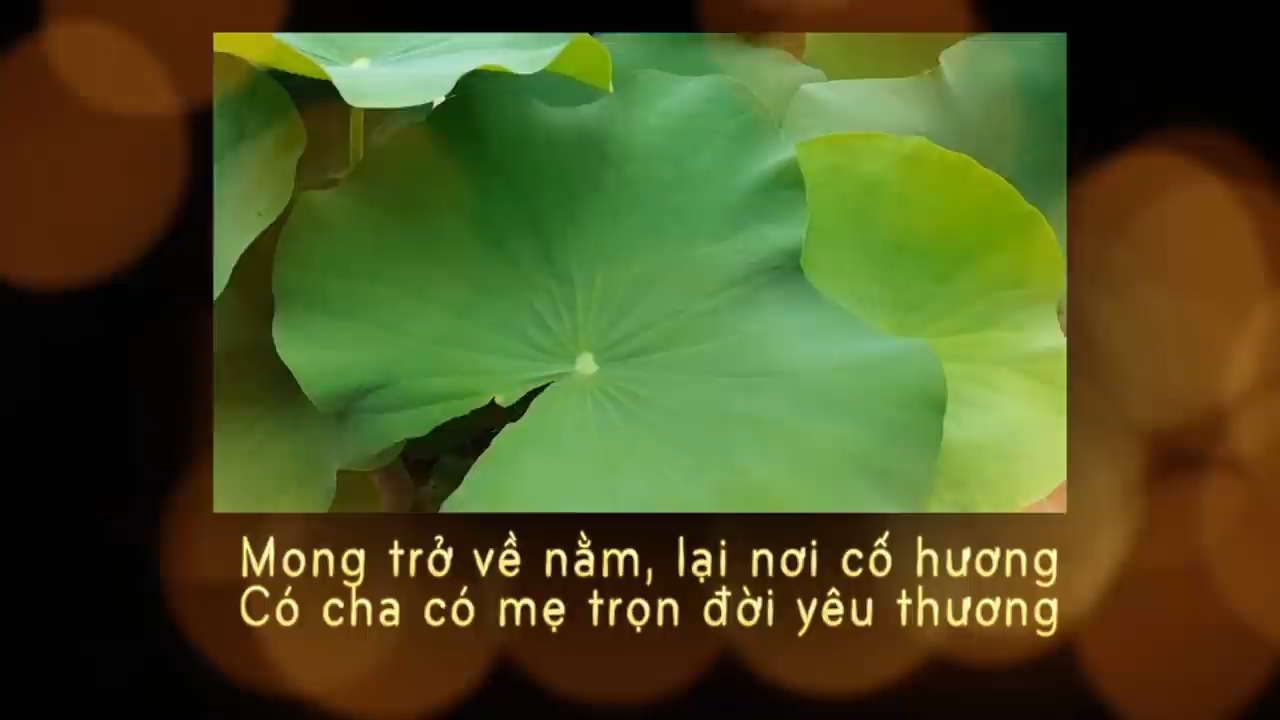 Mong trở về nằm, lại nơi cố hương
Có cha có mẹ trọn đời yêu thương